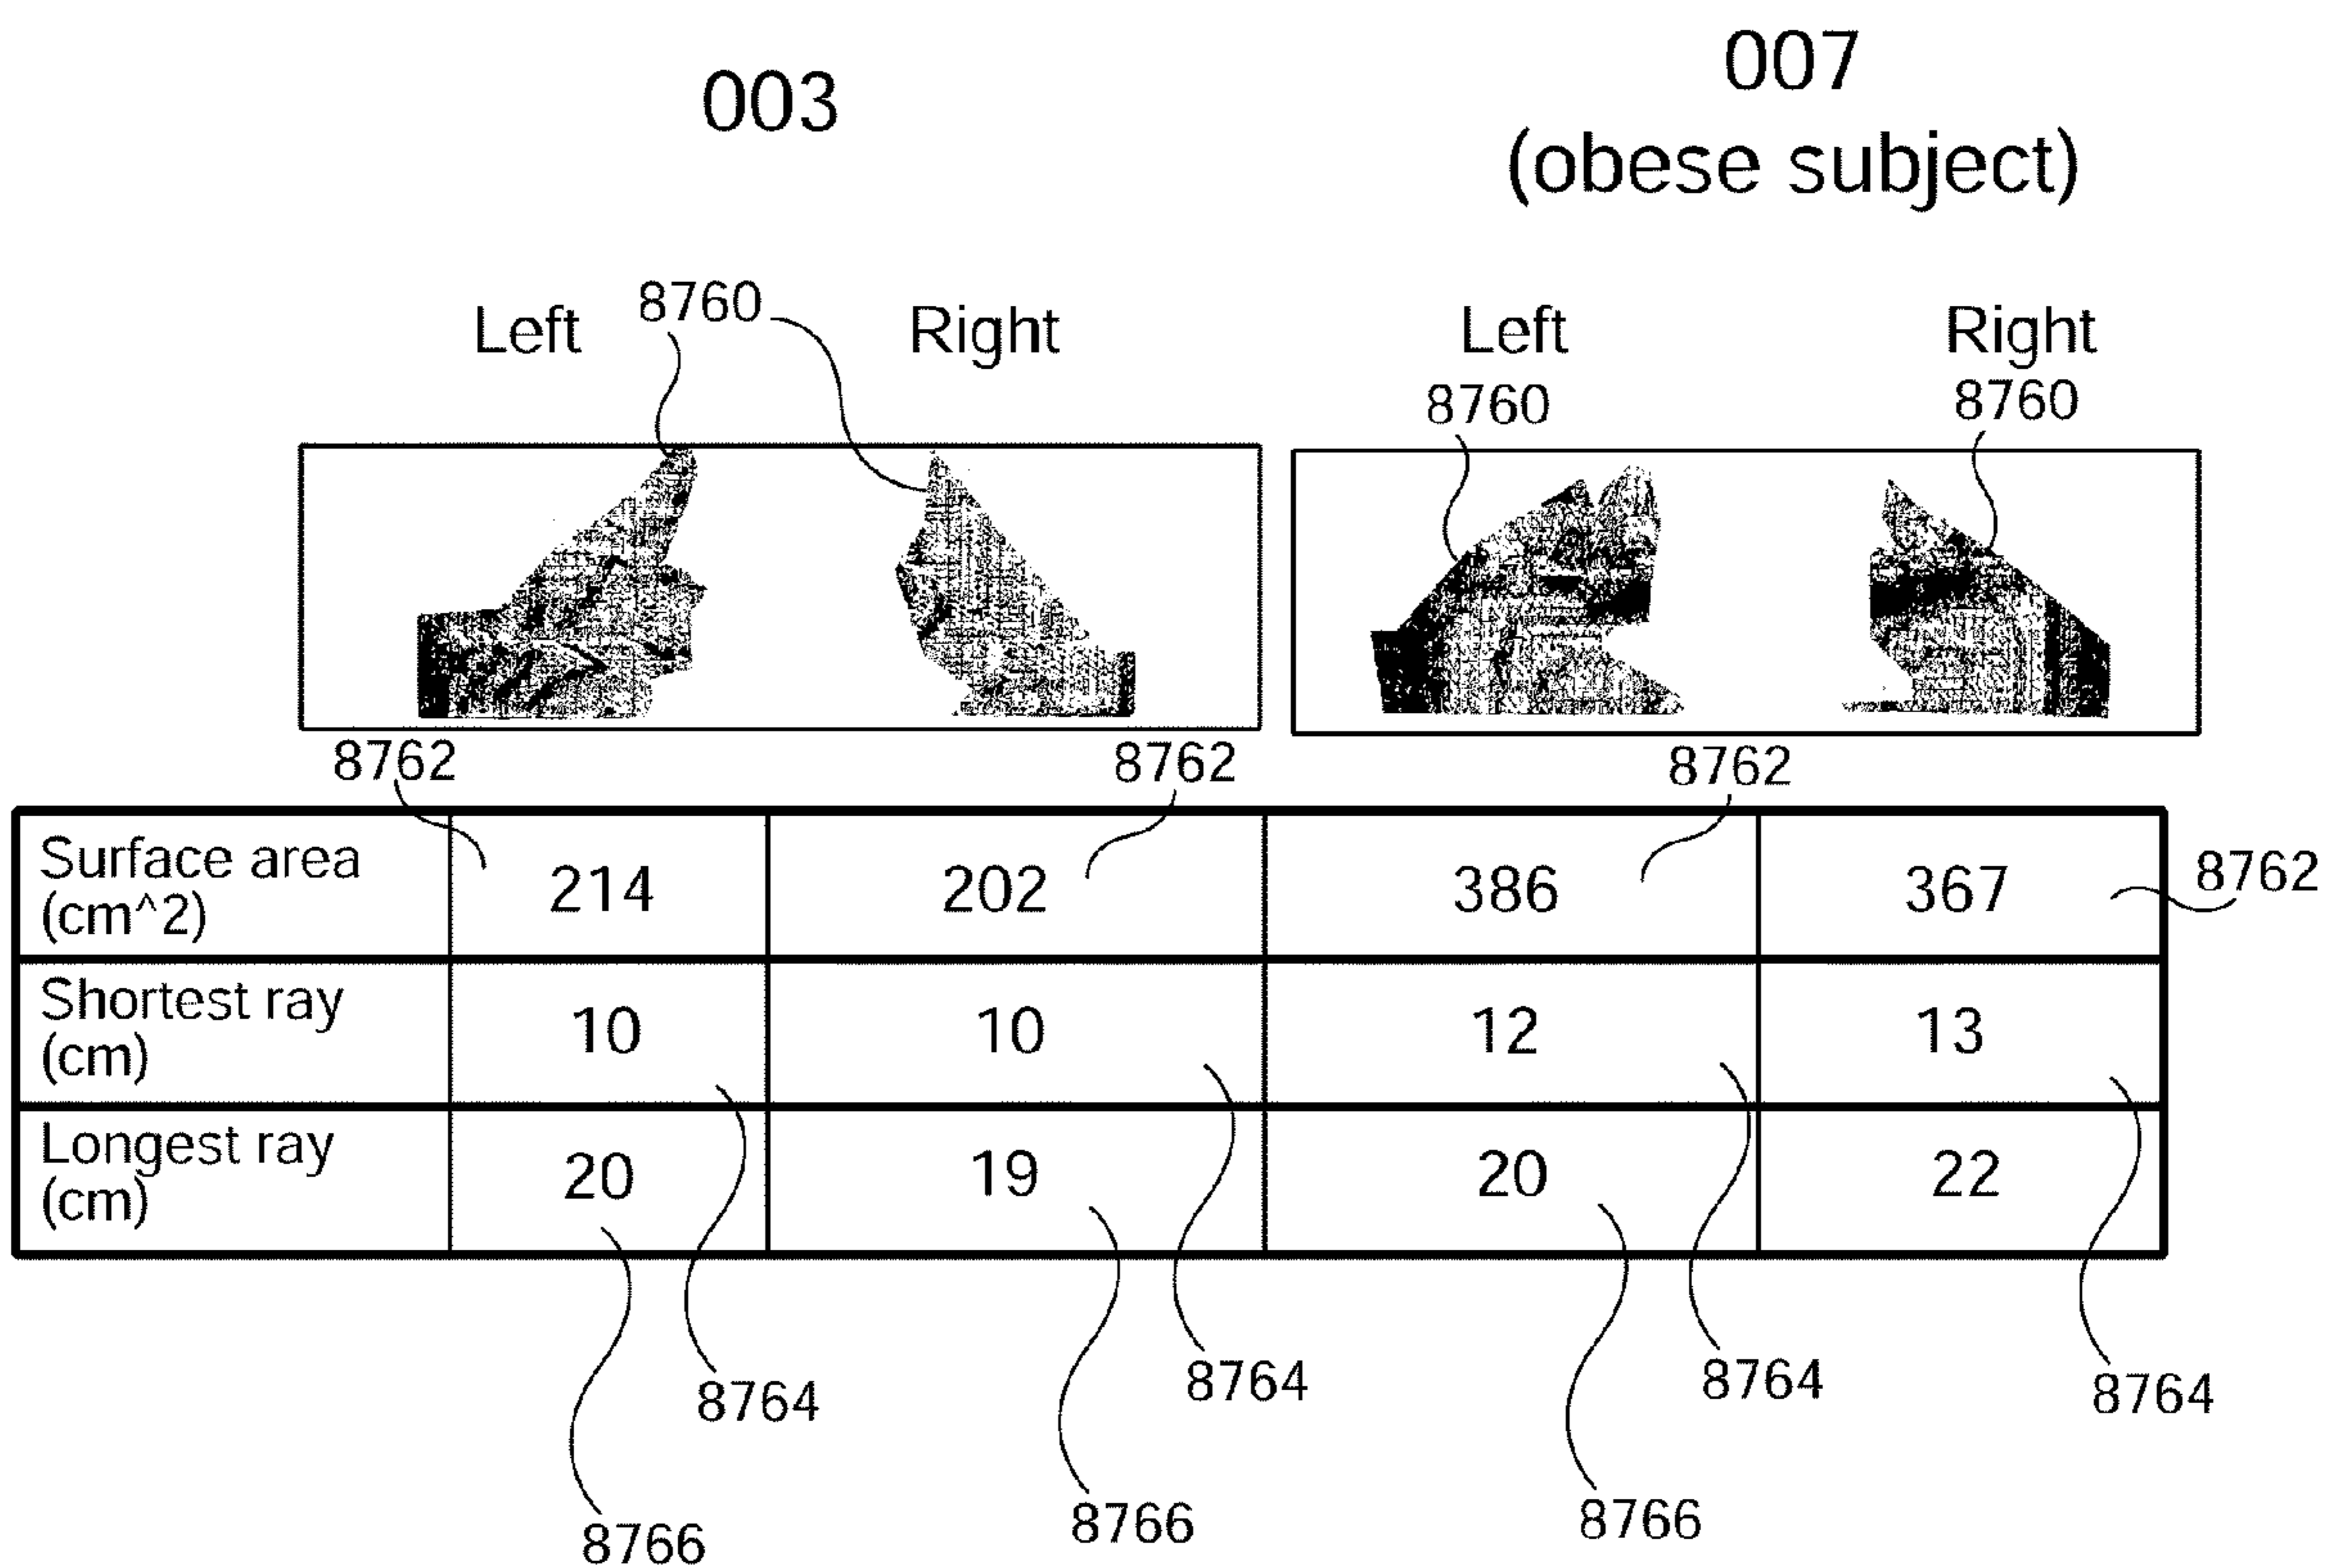 003
007
(obese subject)
Left
8760
Right
Left
Right
8760
8760
8762
8762
8762
Surface area
(cm^2)
214
202
386
367
8762
Shortest ray
(cm)
10
10
12
13
Longest ray
(cm)
20
19
20
22
8764
8764
8764
8764
8766
8766
8766